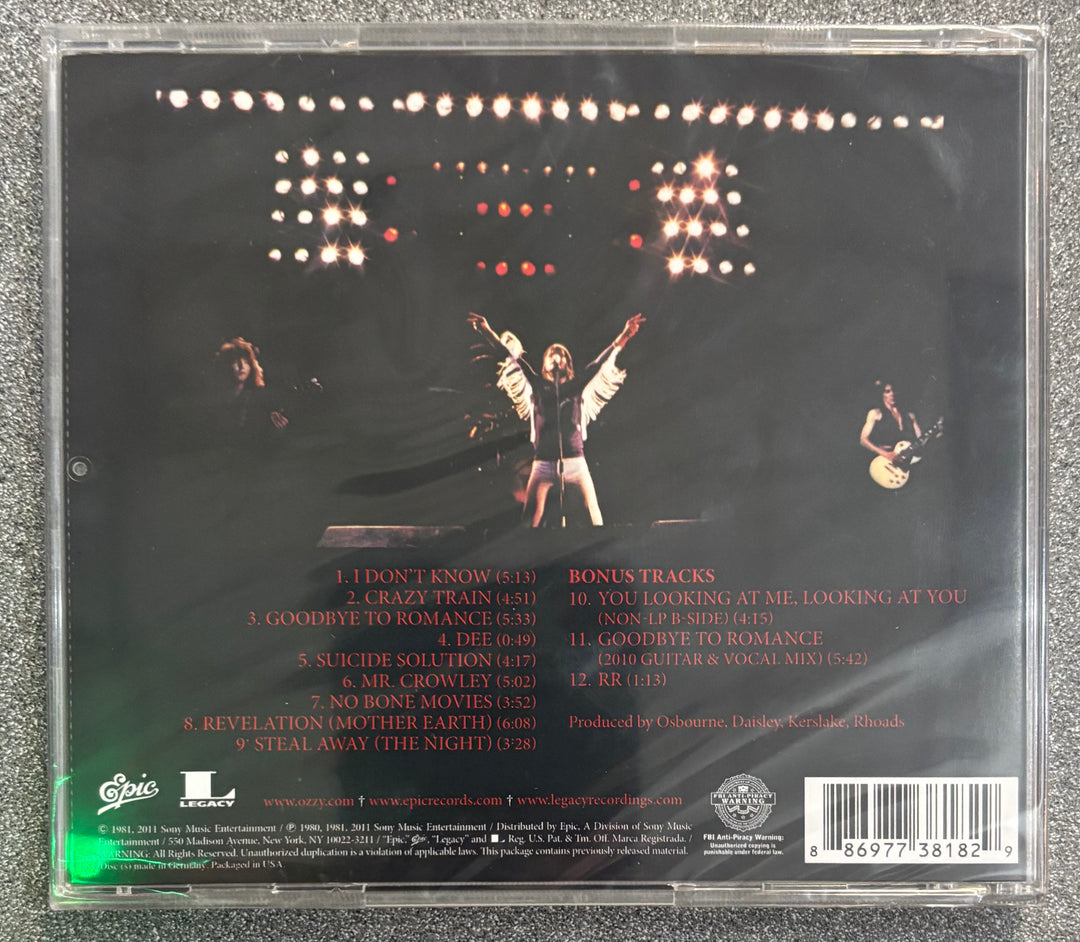 1. I DON'T KNOW (5:13)
2. CRAZY TRAIN (4:51)
3. GOODBYE TO ROMANCE (5:33)
4. DEE (0:49)
5. SUICIDE SOLUTION (4:17)
6. MR. CROWLEY (5:02)
7. NO BONE MOVIES (3:52)
8. REVELATION (MOTHER EARTH) (6:08)
9. STEAL AWAY (THE NIGHT) (3:28)
BONUS TRACKS
10. YOU LOOKING AT ME, LOOKING AT YOU
(NON-LP B-SIDE) (4:15)
11. GOODBYE TO ROMANCE
(2010 GUITAR & VOCAL MIX) (5:42)
12. RR (1:13)
Produced by Osbourne, Daisley, Kerslake, Rhoads
Epic
L
LEGACY
www.ozzy.com † www.epicrecords.com † www.legacyrecordings.com
© 1981, 2011 Sony Music Entertainment / ℗ 1980, 1981, 2011 Sony Music Entertainment / Distributed by Epic, A Division of Sony Music
Entertainment / 550 Madison Avenue, New York, NY 10022-3211 / "Epic," "Legacy" and L Reg. U.S. Pat. & Tm. Off. Marca Registrada. /
WARNING: All Rights Reserved. Unauthorized duplication is a violation of applicable laws. This package contains previously released material.
Disc (s) made in Germany. Packaged in USA
FBI ANTI-PIRACY
WARNING
FBI Anti-Piracy Warning:
Unauthorized copying is
punishable under federal law.
8 86977 38182 9